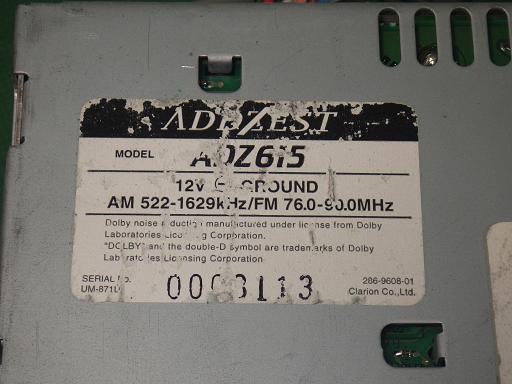 ADDZEST
MODEL ADZ615
12V ⊖ GROUND
AM 522-1629kHz/FM 76.0-90.0MHz
Dolby noise reduction manufactured under license from Dolby
Laboratories Licensing Corporation.
"DOLBY" and the double-D symbol are trademarks of Dolby
Laboratories Licensing Corporation
SERIAL No. 286-9608-01
0003113
Clarion Co.,Ltd.